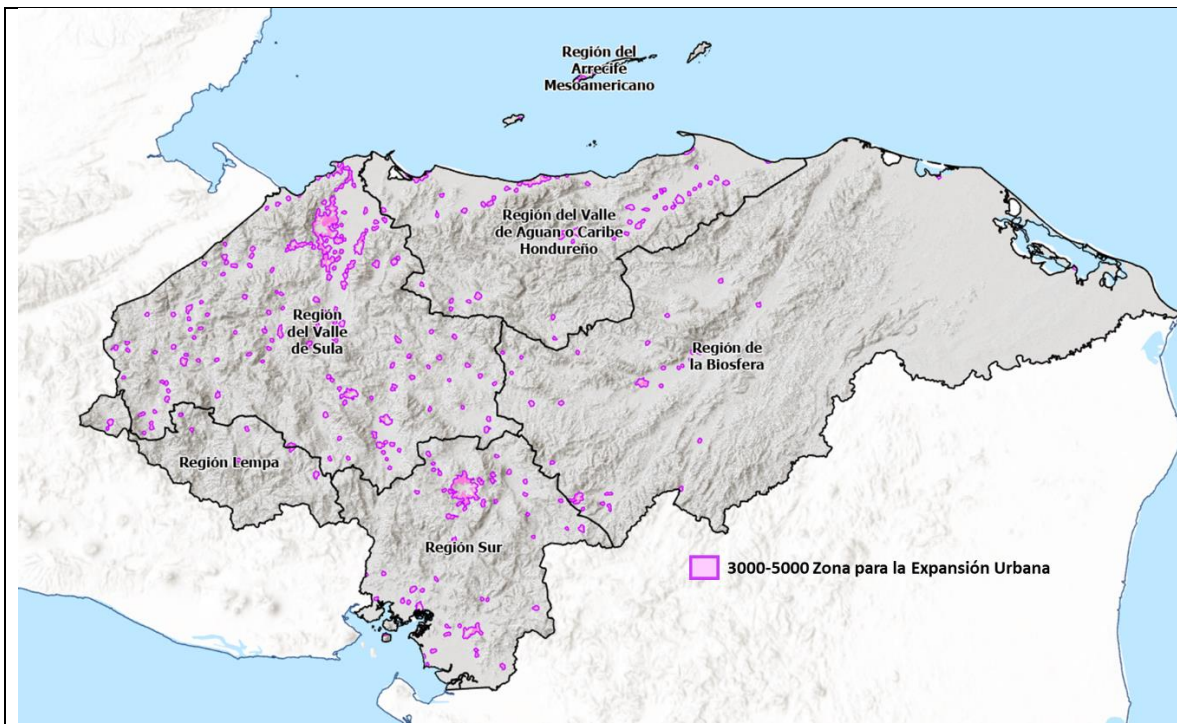 Región del
Arrecife
Mesoamericano
Región del Valle
de Aguan o Caribe
Hondureño
Región
del Valle
de Sula
Región de
la Biosfera
Región Lempa
Región Sur
3000-5000 Zona para la Expansión Urbana